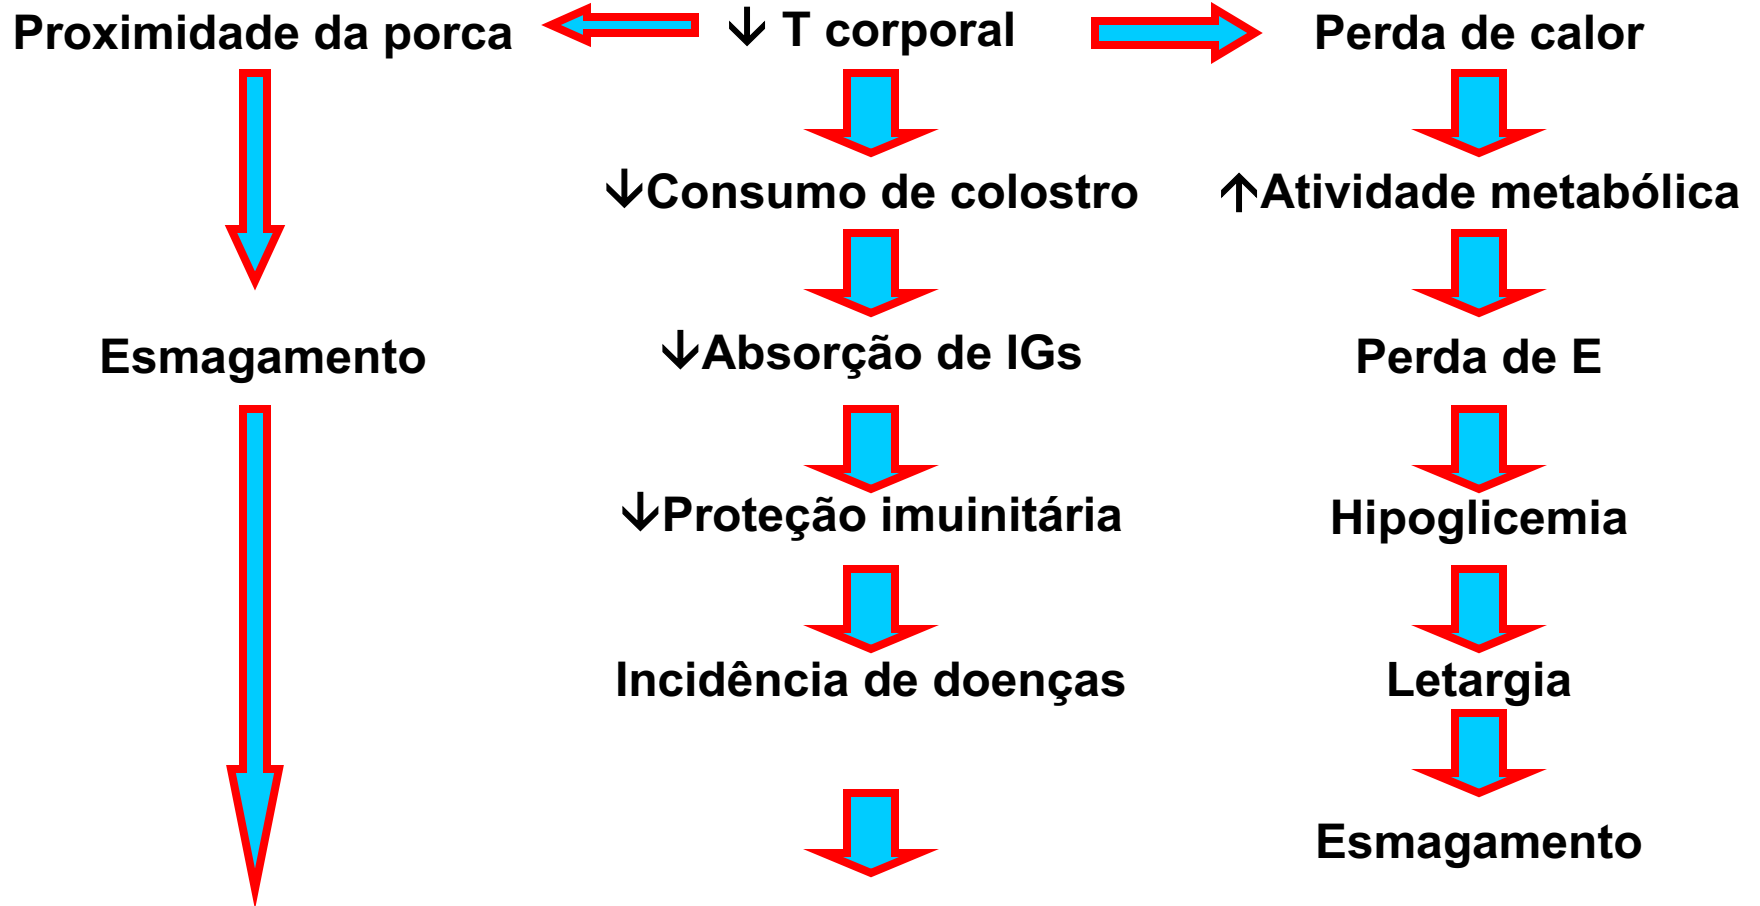 Proximidade da porca
↓ T corporal
Perda de calor
↓Consumo de colostro
↑Atividade metabólica
Esmagamento
↓Absorção de IGs
Perda de E
↓Proteção imuinitária
Hipoglicemia
Incidência de doenças
Letargia
Esmagamento